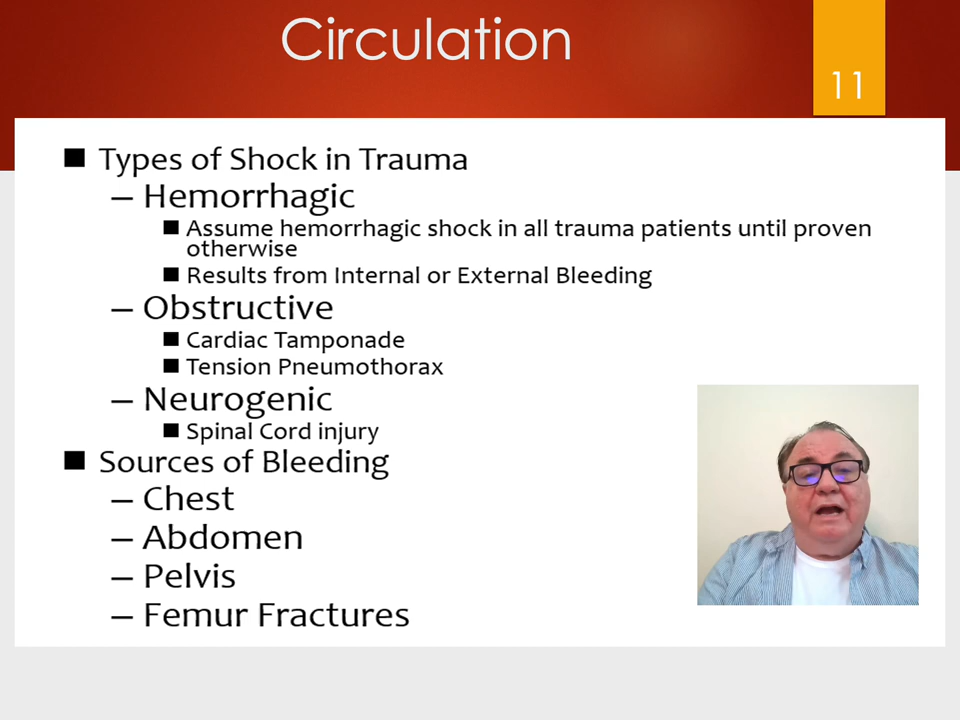 Circulation
11
■ Types of Shock in Trauma
– Hemorrhagic
■ Assume hemorrhagic shock in all trauma patients until proven
otherwise
■ Results from Internal or External Bleeding
– Obstructive
■ Cardiac Tamponade
■ Tension Pneumothorax
– Neurogenic
■ Spinal Cord injury
■ Sources of Bleeding
– Chest
– Abdomen
– Pelvis
– Femur Fractures